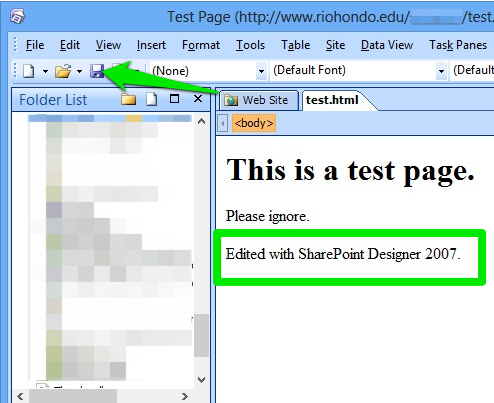 Test Page (http://www.riohondo.edu/ /test.
File Edit View Insert Format Tools Table Site Data View Task Panes
(None) (Default Font) (Default
Folder List Web Site test.html
<body>
This is a test page.
Please ignore.
Edited with SharePoint Designer 2007.